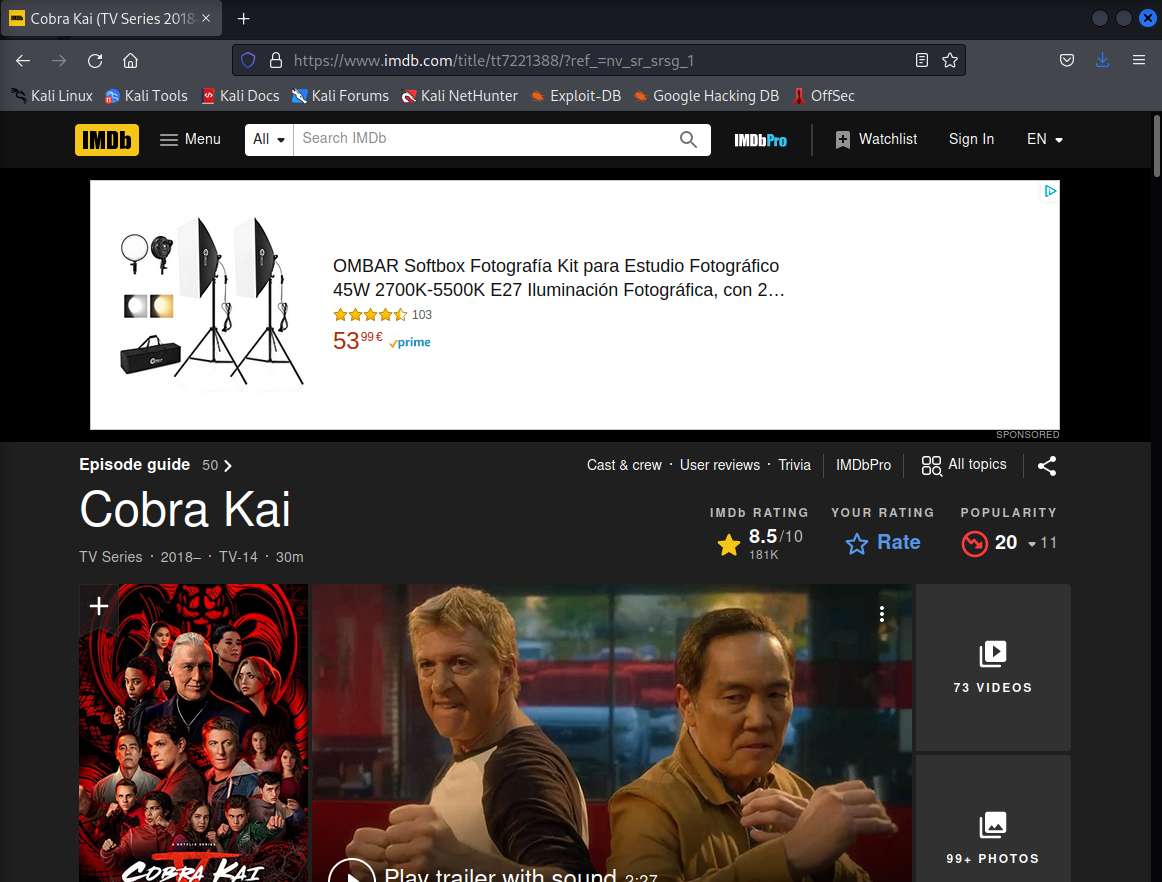 Cobra Kai (TV Series 2018-
https://www.imdb.com/title/tt7221388/?ref_=nv_sr_srsg_1
Kali Linux Kali Tools Kali Docs Kali Forums Kali NetHunter Exploit-DB Google Hacking DB OffSec
IMDb Menu All Search IMDb IMDbPro Watchlist Sign In EN
OMBAR Softbox Fotografía Kit para Estudio Fotográfico
45W 2700K-5500K E27 Iluminación Fotográfica, con 2…
103
53 99 € prime
SPONSORED
Episode guide 50 Cast & crew · User reviews · Trivia IMDbPro All topics
Cobra Kai
IMDb RATING YOUR RATING POPULARITY
8.5/10 Rate 20 11
181K
TV Series · 2018– · TV-14 · 30m
73 VIDEOS
99+ PHOTOS
A NETFLIX SERIES
COBRA KAI
Play trailer with sound 2:27